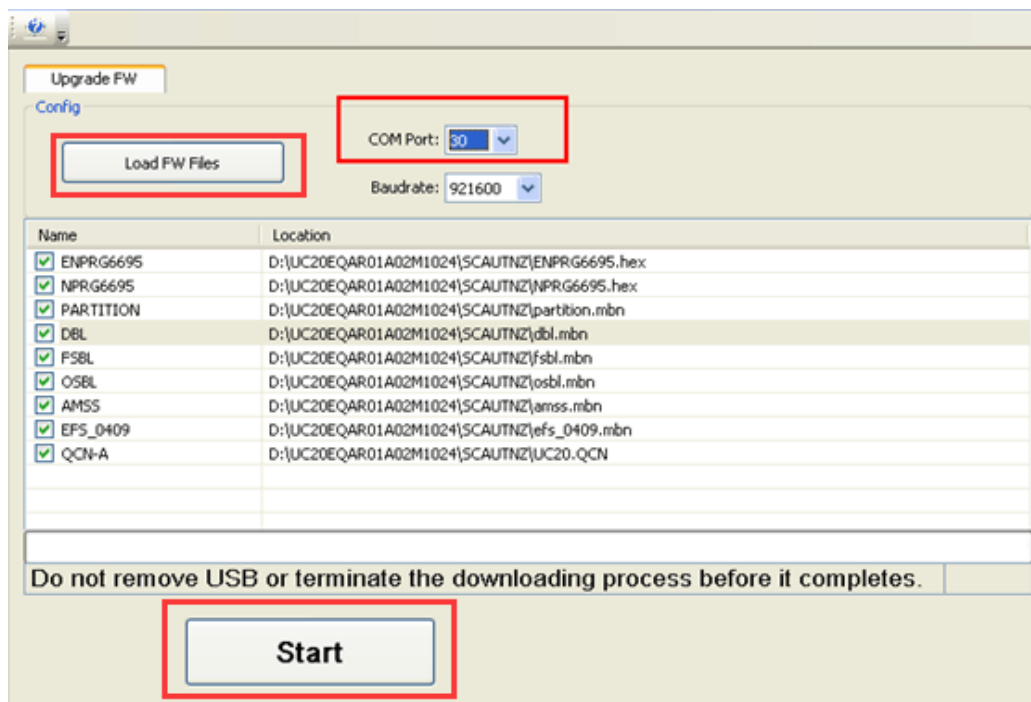 Upgrade FW
Config
Load FW Files
COM Port: 30
Baudrate: 921600
Name Location
ENPRG6695 D:\UC20EQAR01A02M1024\SCAUTNZ\ENPRG6695.hex
NPRG6695 D:\UC20EQAR01A02M1024\SCAUTNZ\NPRG6695.hex
PARTITION D:\UC20EQAR01A02M1024\SCAUTNZ\partition.mbn
DBL D:\UC20EQAR01A02M1024\SCAUTNZ\dbl.mbn
FSBL D:\UC20EQAR01A02M1024\SCAUTNZ\fsbl.mbn
OSBL D:\UC20EQAR01A02M1024\SCAUTNZ\osbl.mbn
AMSS D:\UC20EQAR01A02M1024\SCAUTNZ\amss.mbn
EFS_0409 D:\UC20EQAR01A02M1024\SCAUTNZ\efs_0409.mbn
QCN-A D:\UC20EQAR01A02M1024\SCAUTNZ\UC20.QCN
Do not remove USB or terminate the downloading process before it completes.
Start